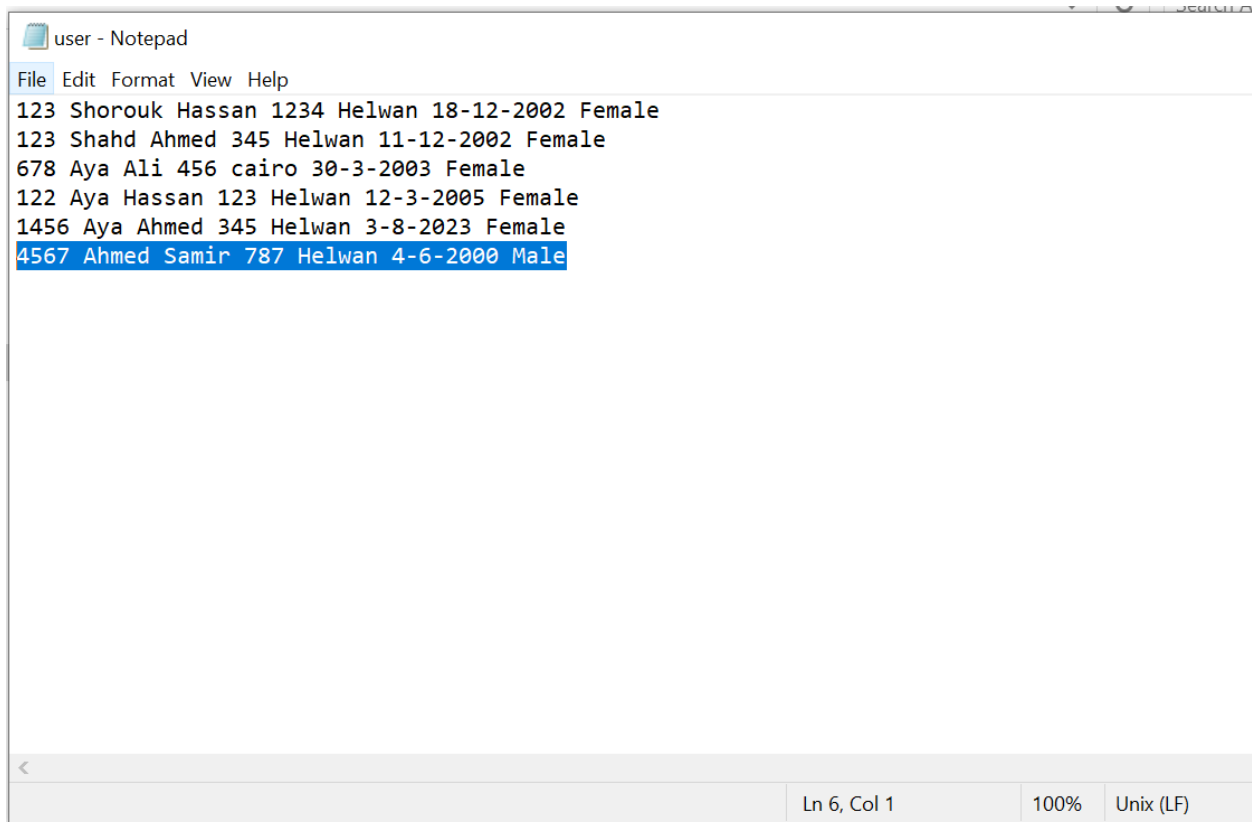 Search A
user - Notepad
File Edit Format View Help
123 Shorouk Hassan 1234 Helwan 18-12-2002 Female
123 Shahd Ahmed 345 Helwan 11-12-2002 Female
678 Aya Ali 456 cairo 30-3-2003 Female
122 Aya Hassan 123 Helwan 12-3-2005 Female
1456 Aya Ahmed 345 Helwan 3-8-2023 Female
4567 Ahmed Samir 787 Helwan 4-6-2000 Male
Ln 6, Col 1 100% Unix (LF)